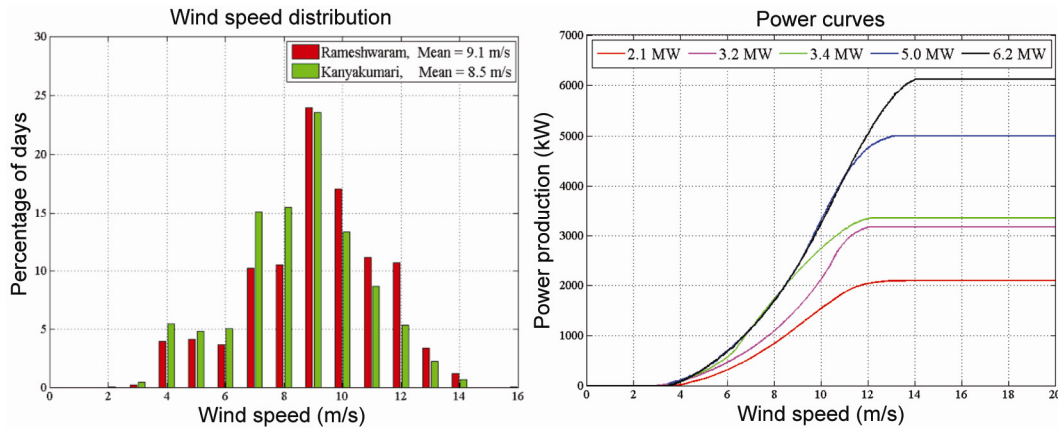 Wind speed distribution
30
25
20
15
10
5
0
Percentage of days
Rameshwaram, Mean = 9.1 m/s
Kanyakumari, Mean = 8.5 m/s
0 2 4 6 8 10 12 14 16
Wind speed (m/s)
Power curves
7000
6000
5000
4000
3000
2000
1000
0
Power production (kW)
2.1 MW 3.2 MW 3.4 MW 5.0 MW 6.2 MW
0 2 4 6 8 10 12 14 16 18 20
Wind speed (m/s)